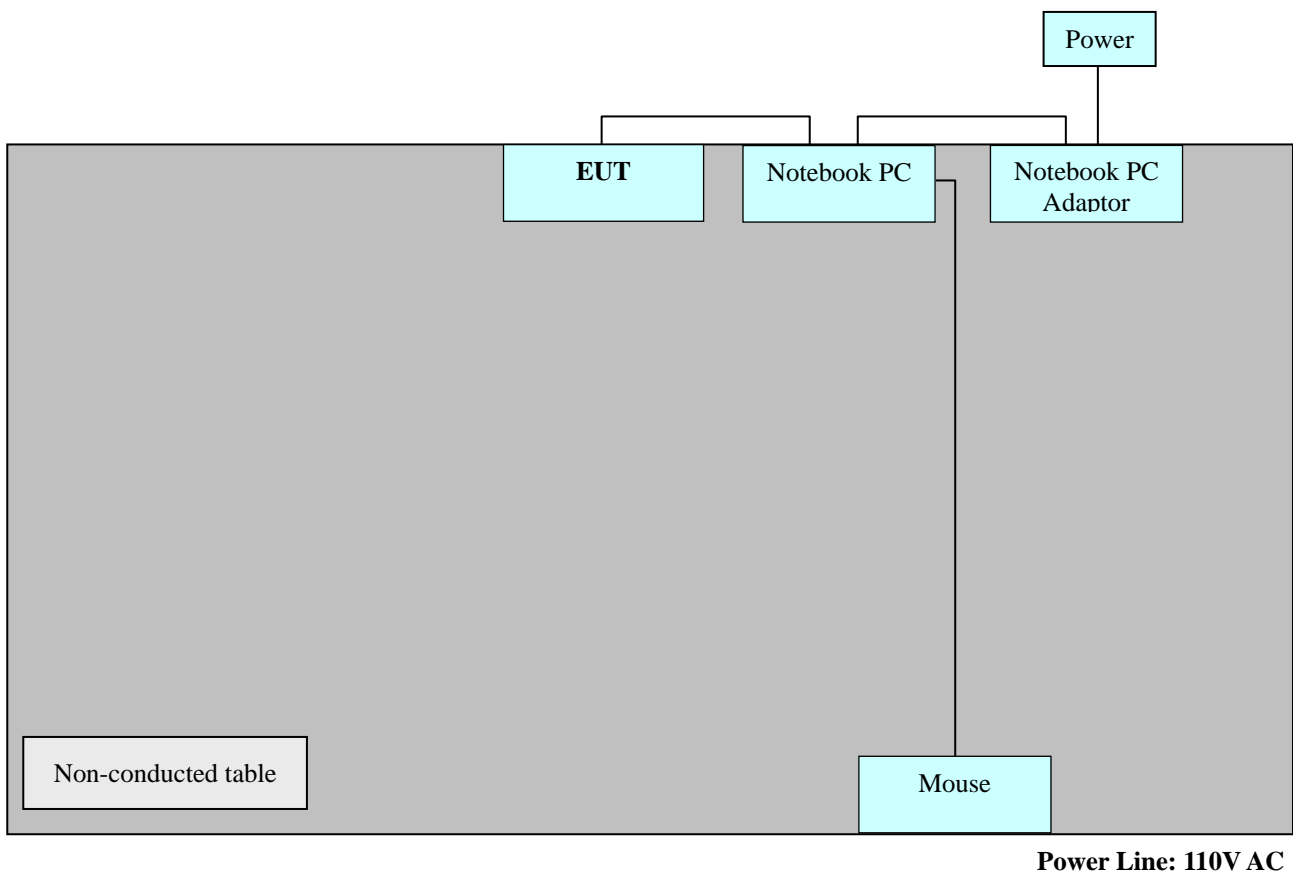 Power
EUT
Notebook PC
Notebook PC
Adaptor
Non-conducted table
Mouse
Power Line: 110V AC